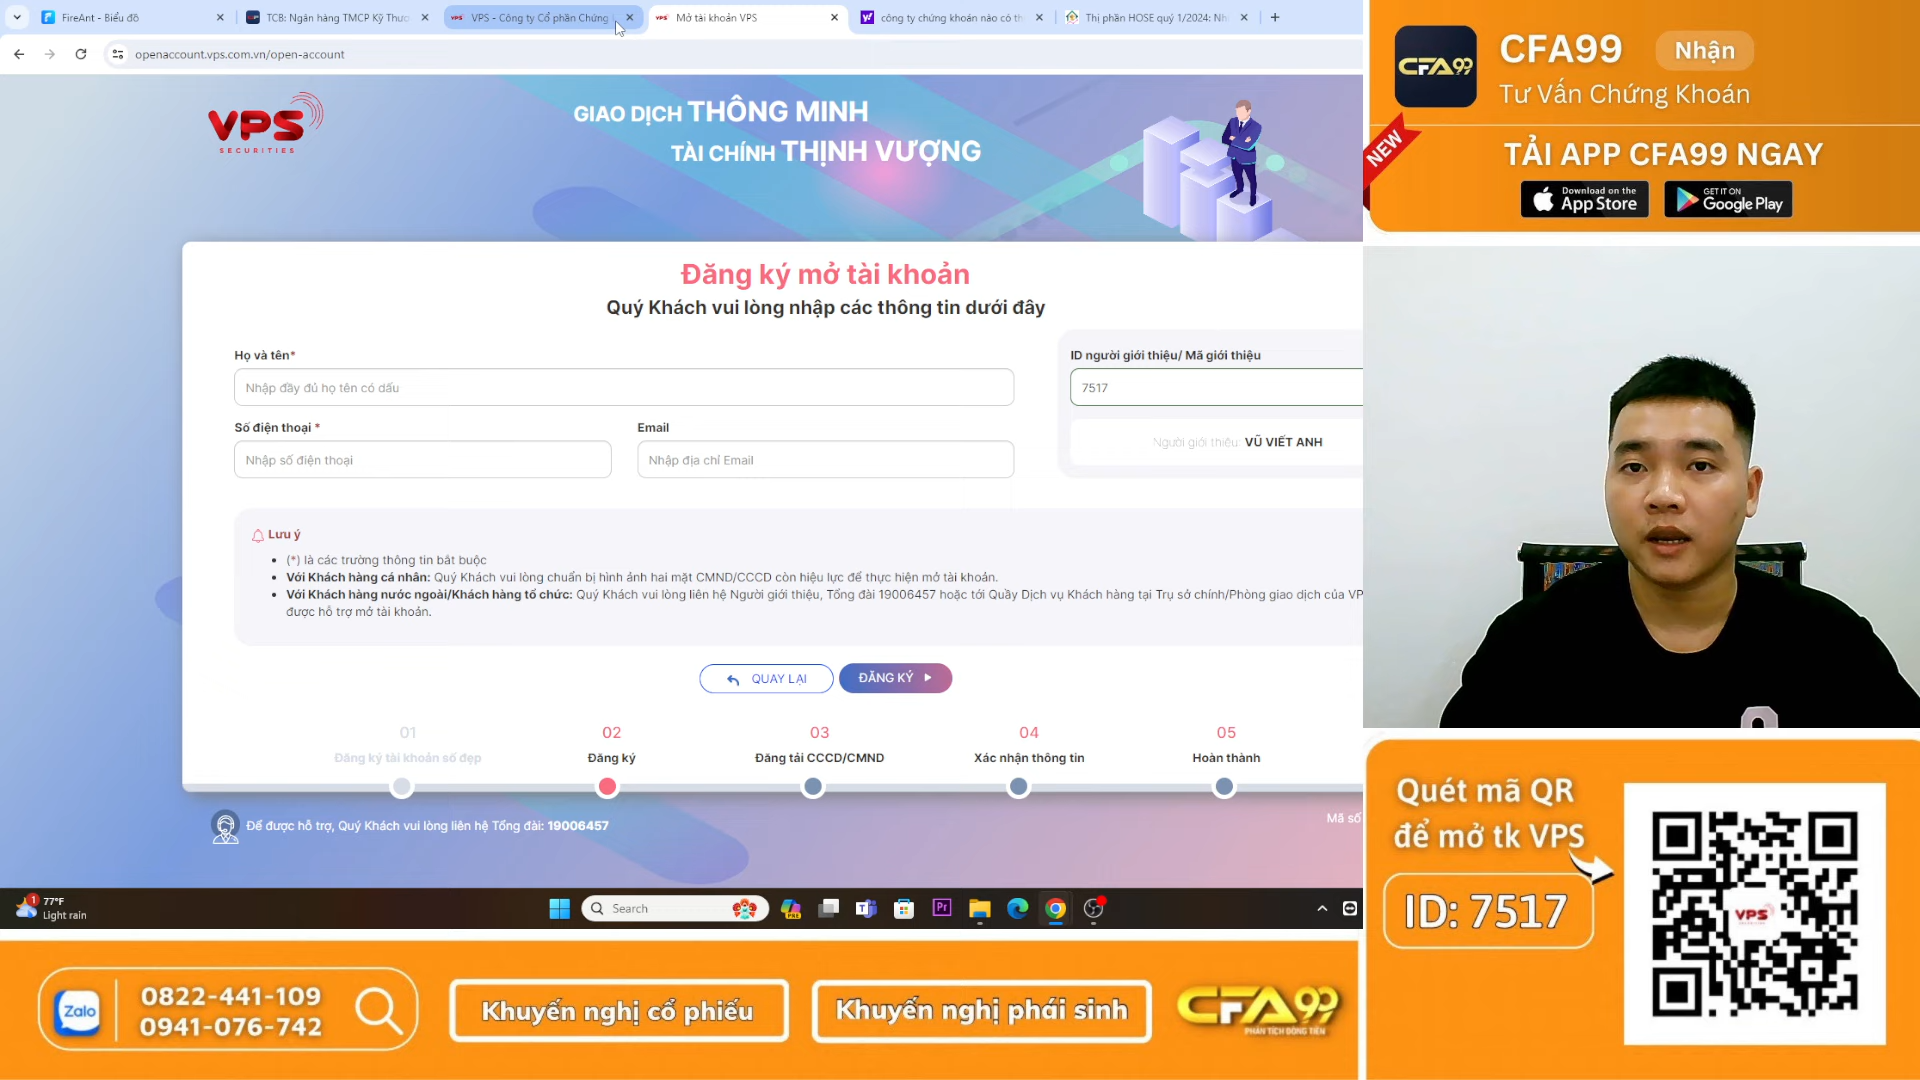 FireAnt - Biểu đồ
TCB: Ngân hàng TMCP Kỹ Thươ
VPS - Công ty Cổ phần Chứng
Mở tài khoản VPS
công ty chứng khoán nào có th
Thị phần HOSE quý 1/2024: Nh
openaccount.vps.com.vn/open-account
VPS
SECURITIES
GIAO DỊCH THÔNG MINH
TÀI CHÍNH THỊNH VƯỢNG
Đăng ký mở tài khoản
Quý Khách vui lòng nhập các thông tin dưới đây
Họ và tên*
Nhập đầy đủ họ tên có dấu
Số điện thoại *
Email
Nhập số điện thoại
Nhập địa chỉ Email
ID người giới thiệu/ Mã giới thiệu
7517
Người giới thiệu: VŨ VIẾT ANH
Lưu ý
(*) là các trường thông tin bắt buộc
Với Khách hàng cá nhân: Quý Khách vui lòng chuẩn bị hình ảnh hai mặt CMND/CCCD còn hiệu lực để thực hiện mở tài khoản.
Với Khách hàng nước ngoài/Khách hàng tổ chức: Quý Khách vui lòng liên hệ Người giới thiệu, Tổng đài 19006457 hoặc tới Quầy Dịch vụ Khách hàng tại Trụ sở chính/Phòng giao dịch của VP
được hỗ trợ mở tài khoản.
QUAY LẠI
ĐĂNG KÝ
01
02
03
04
05
Đăng ký tài khoản số đẹp
Đăng ký
Đăng tải CCCD/CMND
Xác nhận thông tin
Hoàn thành
Để được hỗ trợ, Quý Khách vui lòng liên hệ Tổng đài: 19006457
Mã số
1
77°F
Light rain
Search
PRE
Pr
CFA99
CFA99
Nhận
Tư Vấn Chứng Khoán
NEW
TẢI APP CFA99 NGAY
Download on the
App Store
GET IT ON
Google Play
Quét mã QR
để mở tk VPS
ID: 7517
VPS
Zalo
0822-441-109
0941-076-742
Khuyến nghị cổ phiếu
Khuyến nghị phái sinh
CFA99
PHÂN TÍCH DÒNG TIỀN